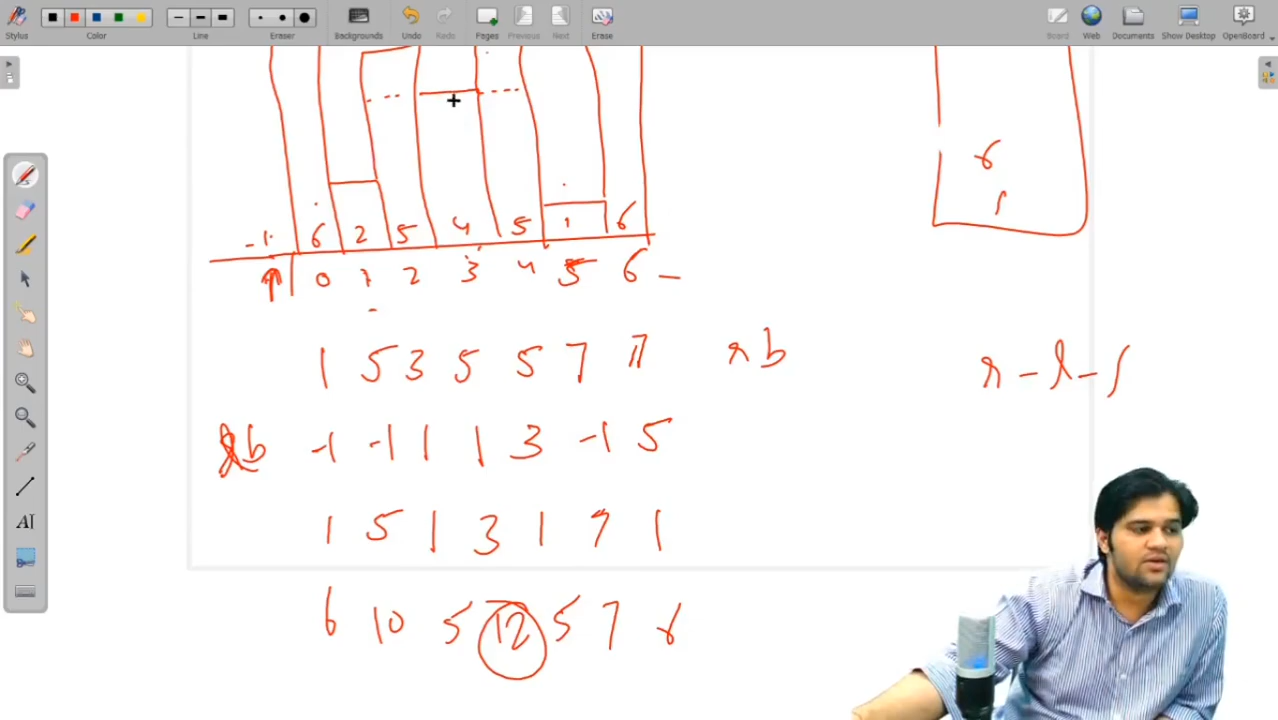 Stylus Color Line Eraser Backgrounds Undo Redo Pages Previous Next Erase Board Web Documents Show Desktop OpenBoard
6
1
-1 6 2 5 4 5 1 6
0 1 2 3 4 5 6
1 5 3 5 5 7 7 rb
r-l-1
lb -1 -1 1 1 3 -1 5
1 5 1 3 1 7 1
6 10 5 12 5 7 6
AI